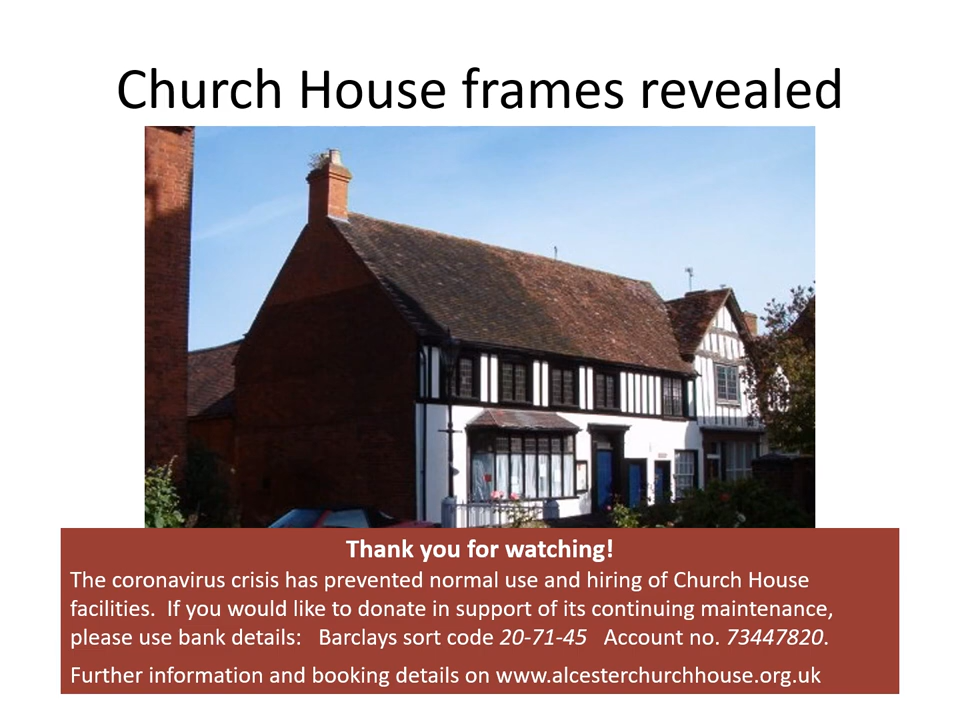 Church House frames revealed
Thank you for watching!
The coronavirus crisis has prevented normal use and hiring of Church House
facilities.  If you would like to donate in support of its continuing maintenance,
please use bank details:   Barclays sort code 20-71-45   Account no. 73447820.
Further information and booking details on www.alcesterchurchhouse.org.uk